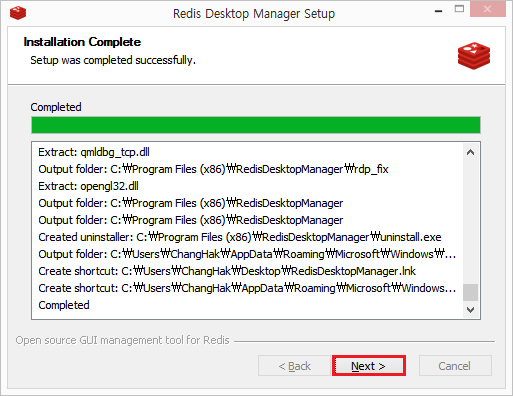 Redis Desktop Manager Setup
Installation Complete
Setup was completed successfully.
Completed
Extract: qmldbg_tcp.dll
Output folder: C:₩Program Files (x86)₩RedisDesktopManager₩rdp_fix
Extract: opengl32.dll
Output folder: C:₩Program Files (x86)₩RedisDesktopManager
Output folder: C:₩Program Files (x86)₩RedisDesktopManager
Created uninstaller: C:₩Program Files (x86)₩RedisDesktopManager₩uninstall.exe
Output folder: C:₩Users₩ChangHak₩AppData₩Roaming₩Microsoft₩Windows₩...
Create shortcut: C:₩Users₩ChangHak₩Desktop₩RedisDesktopManager.lnk
Create shortcut: C:₩Users₩ChangHak₩AppData₩Roaming₩Microsoft₩Windows...
Completed
Open source GUI management tool for Redis
< Back Next > Cancel